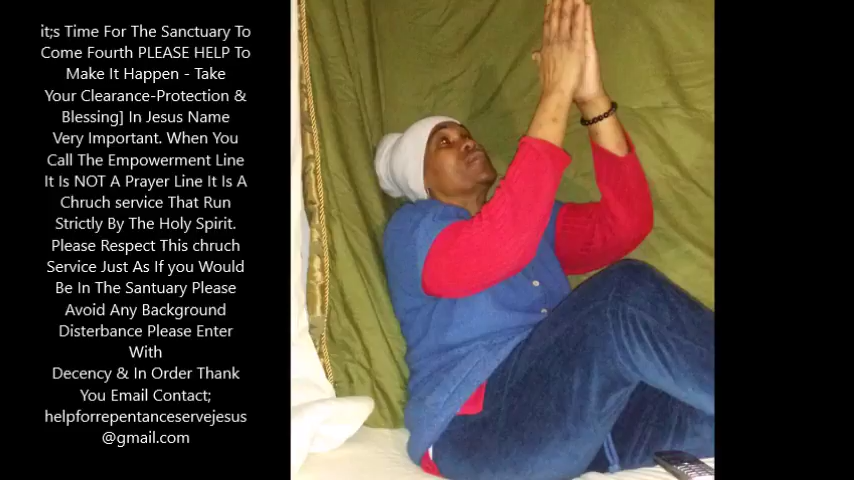 it;s Time For The Sanctuary To
Come Fourth PLEASE HELP To
Make It Happen - Take
Your Clearance-Protection &
Blessing] In Jesus Name
Very Important. When You
Call The Empowerment Line
It Is NOT A Prayer Line It Is A
Chruch service That Run
Strictly By The Holy Spirit.
Please Respect This chruch
Service Just As If you Would
Be In The Santuary Please
Avoid Any Background
Disterbance Please Enter
With
Decency & In Order Thank
You Email Contact;
helpforrepentanceservejesus
@gmail.com